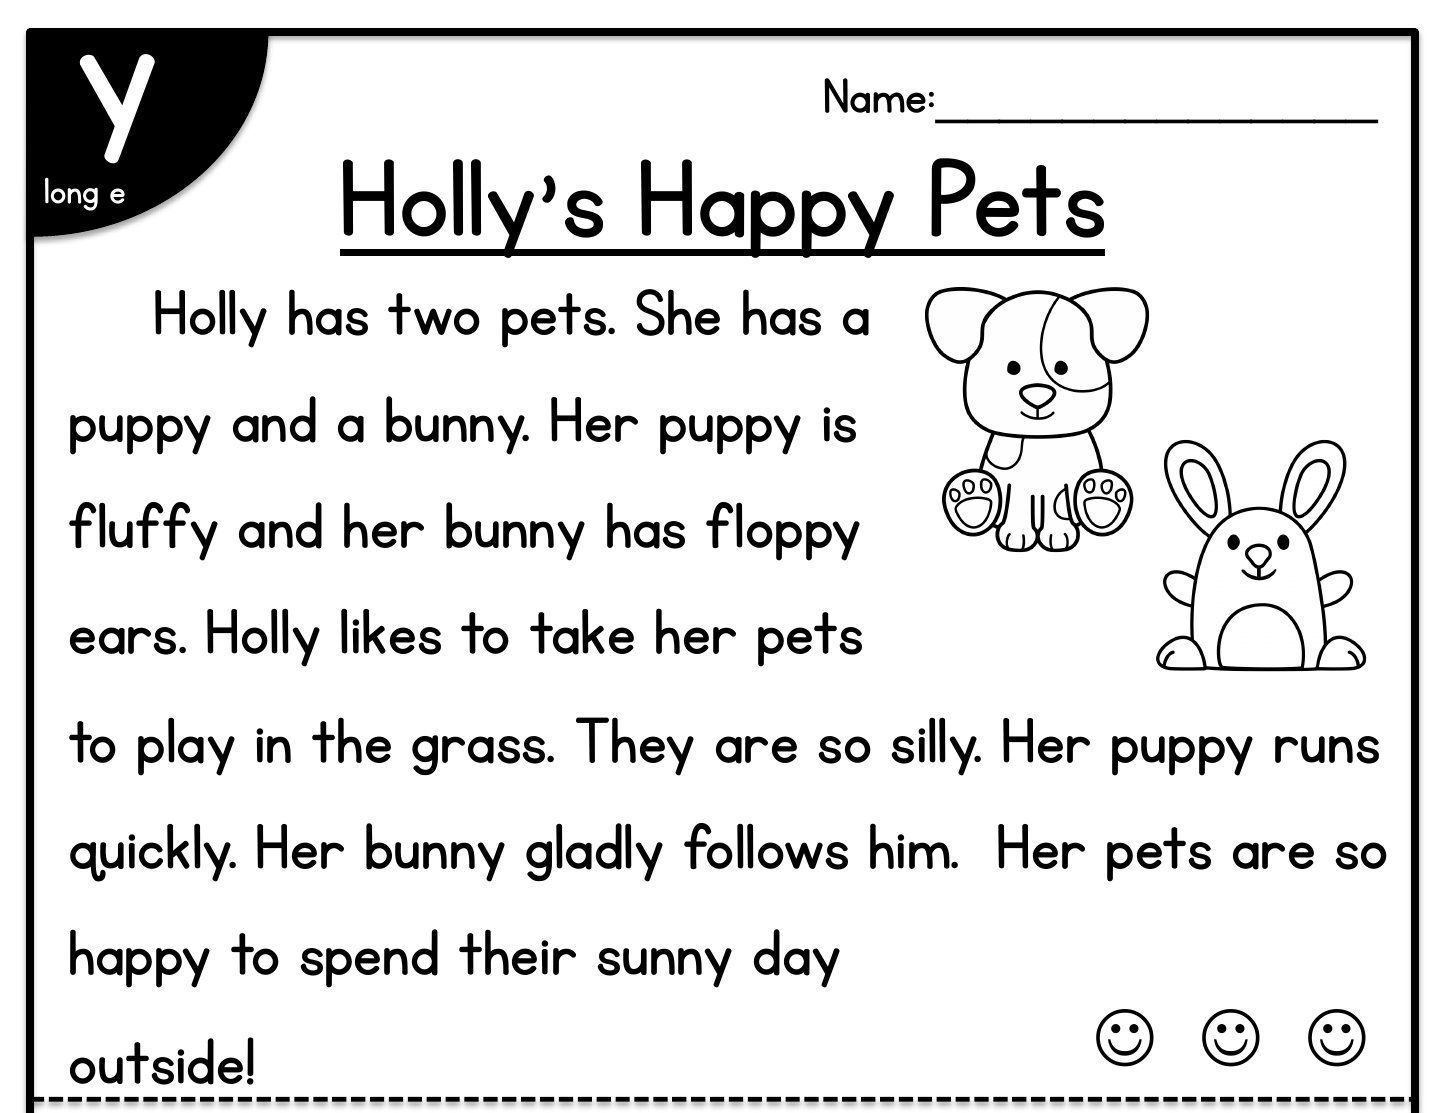 y
long e
Name:
Holly’s Happy Pets
Holly has two pets. She has a
puppy and a bunny. Her puppy is
fluffy and her bunny has floppy
ears. Holly likes to take her pets
to play in the grass. They are so silly. Her puppy runs
quickly. Her bunny gladly follows him.  Her pets are so
happy to spend their sunny day
outside!